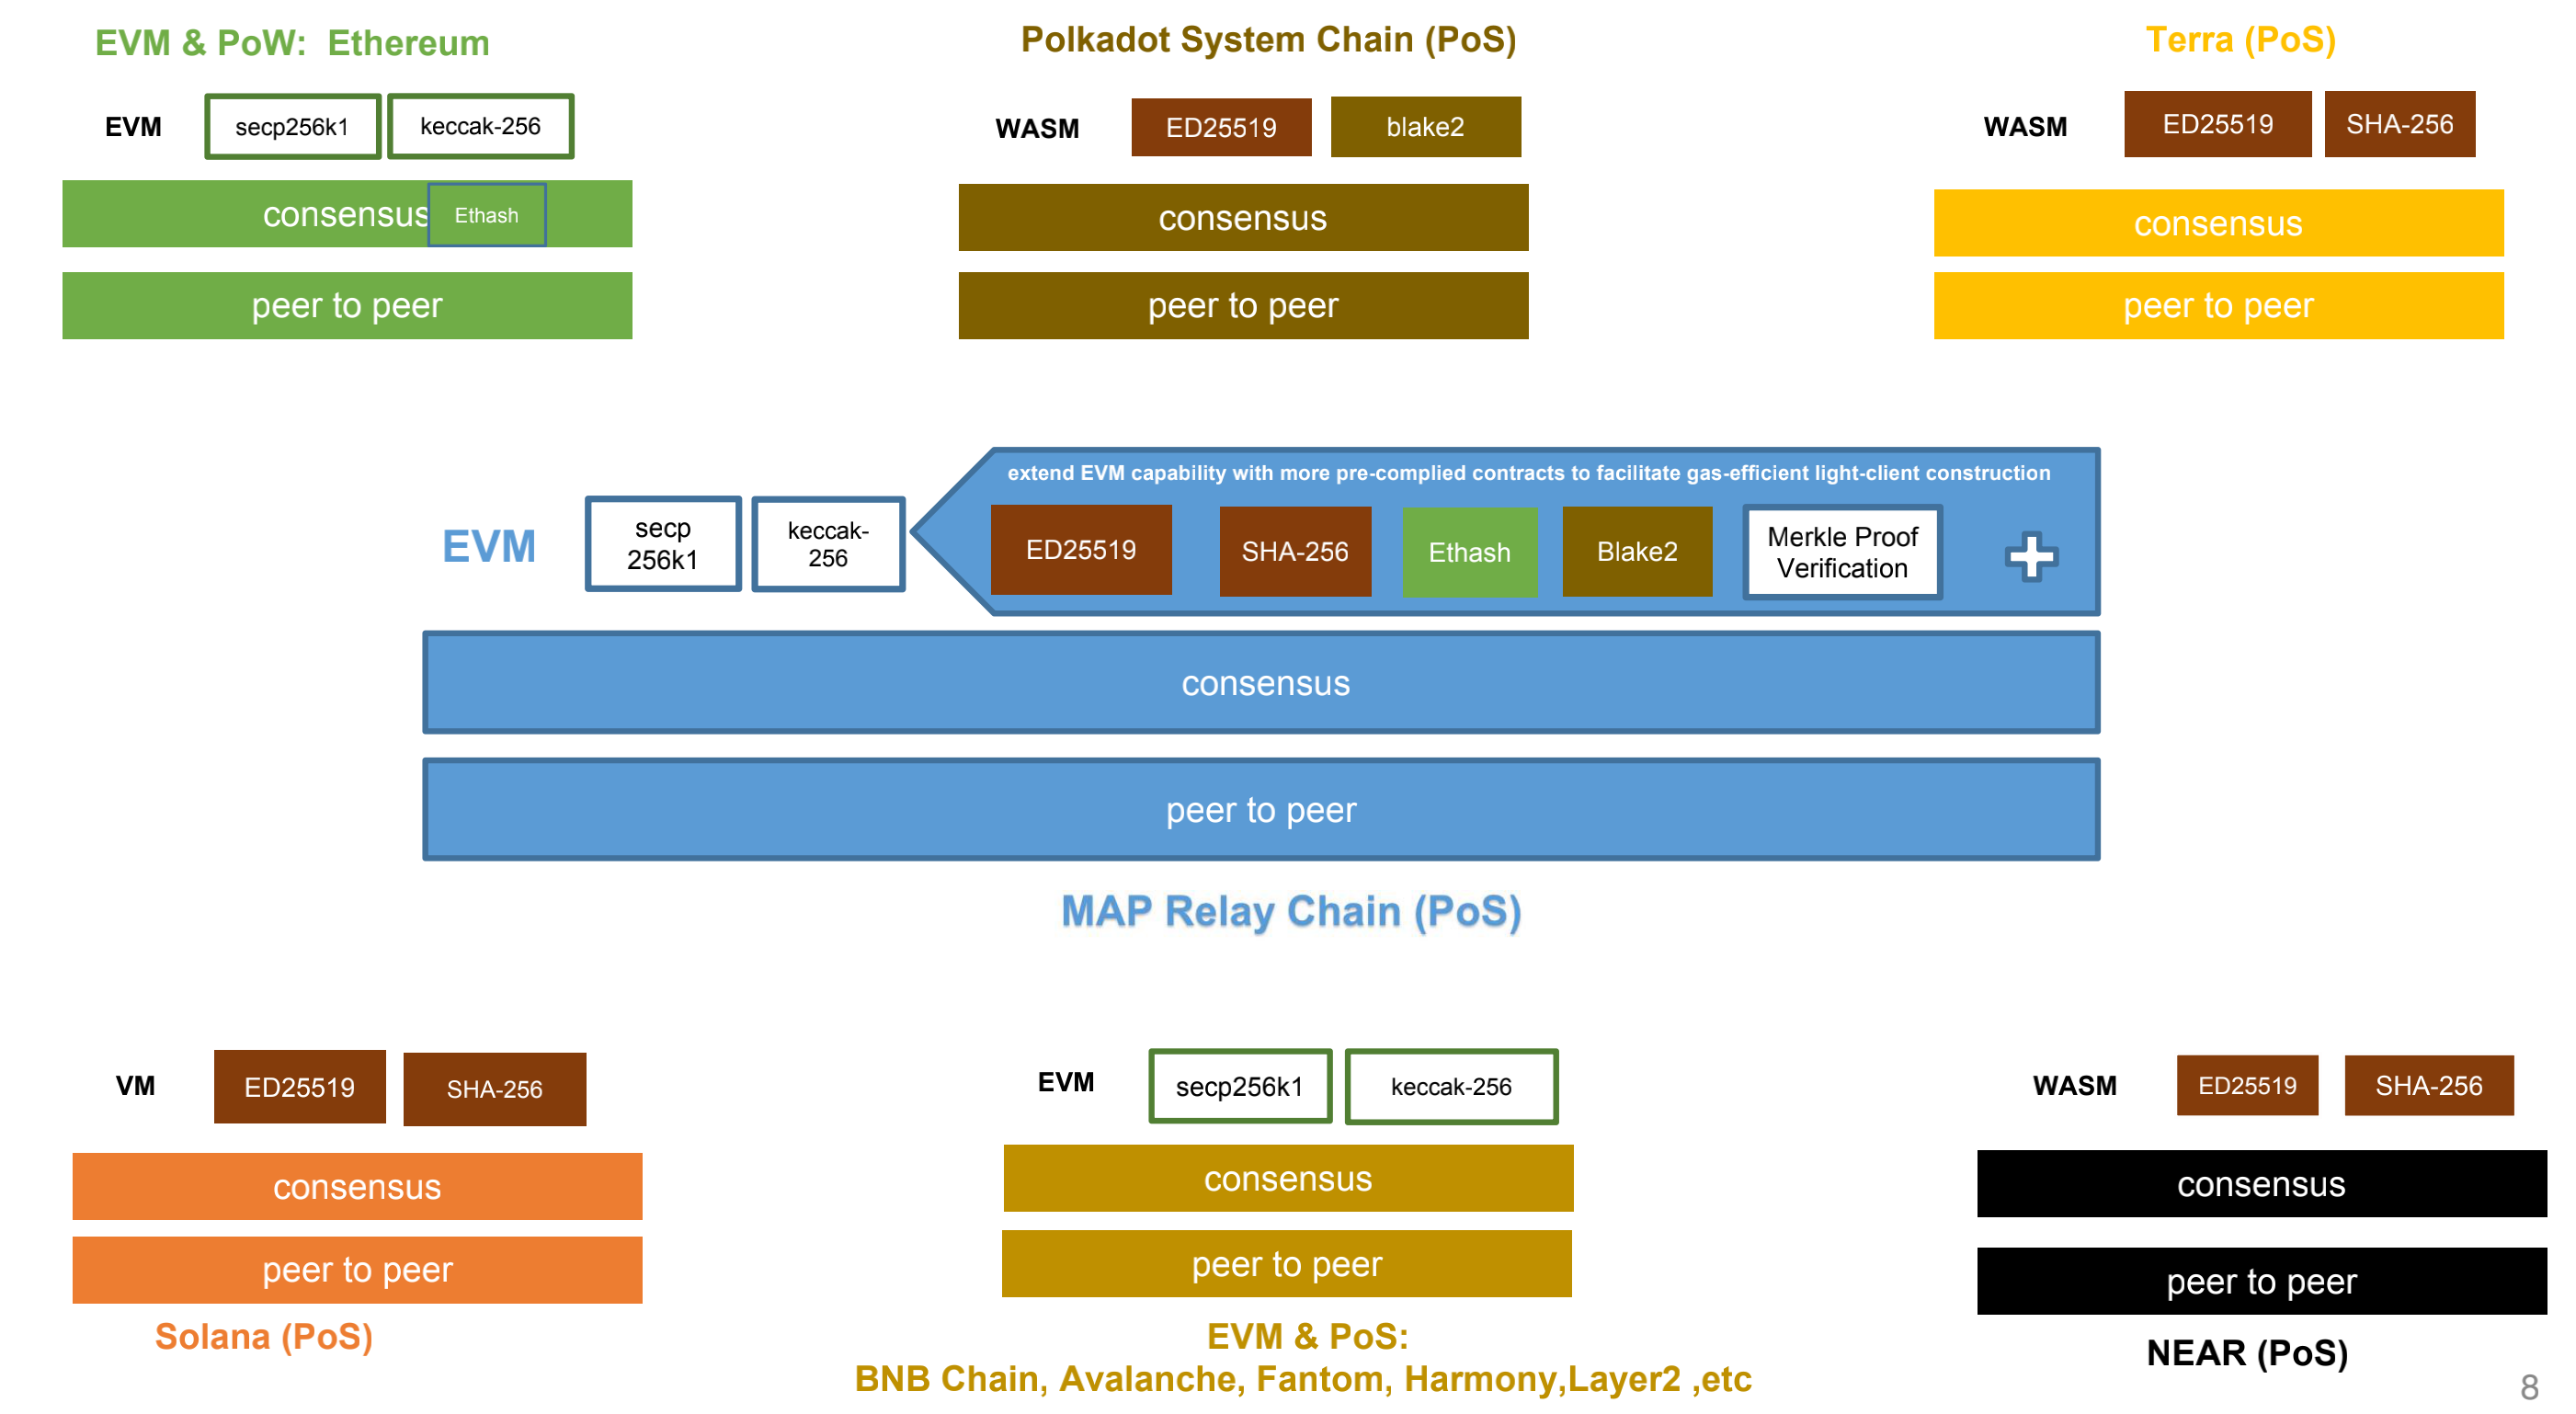 EVM & PoW: Ethereum
EVM
secp256k1
keccak-256
consensus
Ethash
peer to peer
Polkadot System Chain (PoS)
WASM
ED25519
blake2
consensus
peer to peer
Terra (PoS)
WASM
ED25519
SHA-256
consensus
peer to peer
extend EVM capability with more pre-complied contracts to facilitate gas-efficient light-client construction
EVM
secp
256k1
keccak-
256
ED25519
SHA-256
Ethash
Blake2
Merkle Proof
Verification
consensus
peer to peer
MAP Relay Chain (PoS)
VM
ED25519
SHA-256
consensus
peer to peer
Solana (PoS)
EVM
secp256k1
keccak-256
consensus
peer to peer
EVM & PoS:
BNB Chain, Avalanche, Fantom, Harmony,Layer2 ,etc
WASM
ED25519
SHA-256
consensus
peer to peer
NEAR (PoS)
8